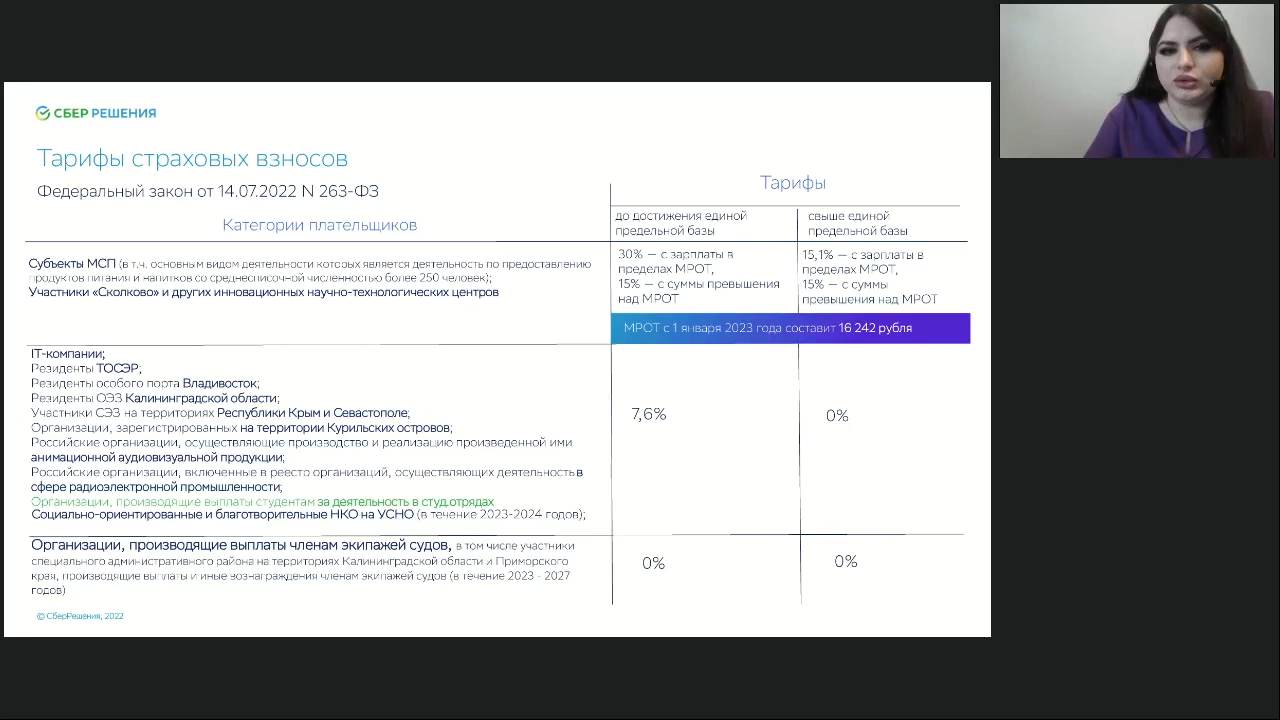 СБЕР РЕШЕНИЯ
Тарифы страховых взносов
Федеральный закон от 14.07.2022 N 263-ФЗ
Тарифы
Категории плательщиков
до достижения единой
предельной базы
свыше единой
предельной базы
Субъекты МСП (в т.ч. основным видом деятельности которых является деятельность по предоставлению
продуктов питания и напитков со среднесписочной численностью более 250 человек);
Участники «Сколково» и других инновационных научно-технологических центров
30% — с зарплаты в
пределах МРОТ,
15% — с суммы превышения
над МРОТ
15,1% — с зарплаты в
пределах МРОТ,
15% — с суммы
превышения над МРОТ
МРОТ с 1 января 2023 года составит 16 242 рубля
IT-компании;
Резиденты ТОСЭР;
Резиденты особого порта Владивосток;
Резиденты ОЭЗ Калининградской области;
Участники СЭЗ на территориях Республики Крым и Севастополе;
Организации, зарегистрированных на территории Курильских островов;
Российские организации, осуществляющие производство и реализацию произведенной ими
анимационной аудиовизуальной продукции;
Российские организации, включенные в реестр организаций, осуществляющих деятельность в
сфере радиоэлектронной промышленности;
Организации, производящие выплаты студентам за деятельность в студ.отрядах
Социально-ориентированные и благотворительные НКО на УСНО (в течение 2023-2024 годов);
7,6%
0%
Организации, производящие выплаты членам экипажей судов, в том числе участники
специального административного района на территориях Калининградской области и Приморского
края, производящие выплаты и иные вознаграждения членам экипажей судов (в течение 2023 - 2027
годов)
0%
0%
© СберРешения, 2022